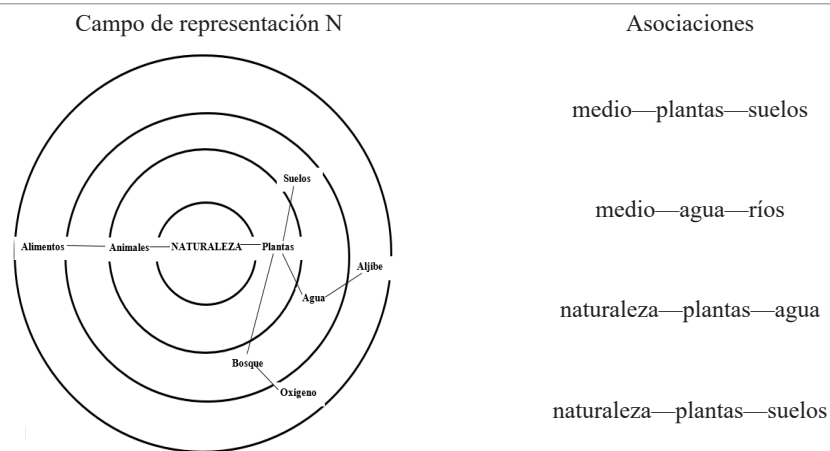 Campo de representación N
Asociaciones
medio—plantas—suelos
Suelos
medio—agua—ríos
Alimentos
Animales
NATURALEZA
Plantas
Aljibe
Agua
naturaleza—plantas—agua
Bosque
Oxigeno
naturaleza—plantas—suelos